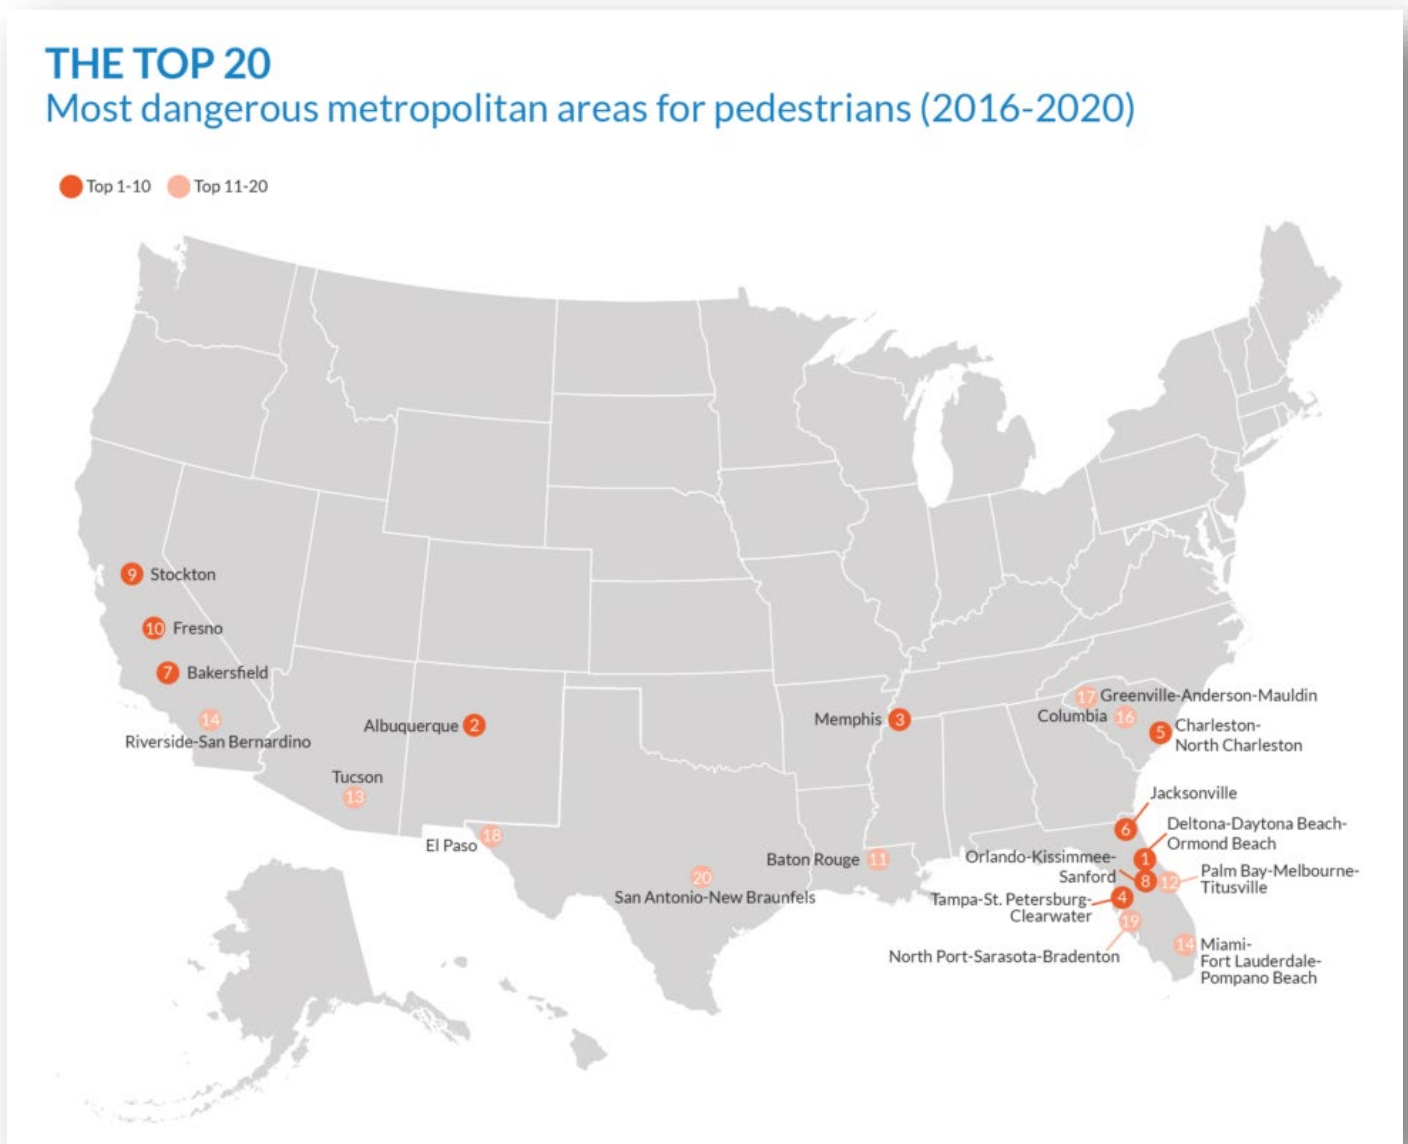 THE TOP 20
Most dangerous metropolitan areas for pedestrians (2016-2020)
Top 1-10
Top 11-20
9 Stockton
10 Fresno
7 Bakersfield
14
Riverside-San Bernardino
Albuquerque 2
Tucson
13
El Paso 18
20
San Antonio-New Braunfels
Memphis 3
Baton Rouge 11
17 Greenville-Anderson-Mauldin
Columbia 16
5 Charleston-
North Charleston
Jacksonville
6
Deltona-Daytona Beach-
Ormond Beach
1
Orlando-Kissimmee-
Sanford
8
12 Palm Bay-Melbourne-
Titusville
Tampa-St. Petersburg-
Clearwater
4
19
North Port-Sarasota-Bradenton
14 Miami-
Fort Lauderdale-
Pompano Beach